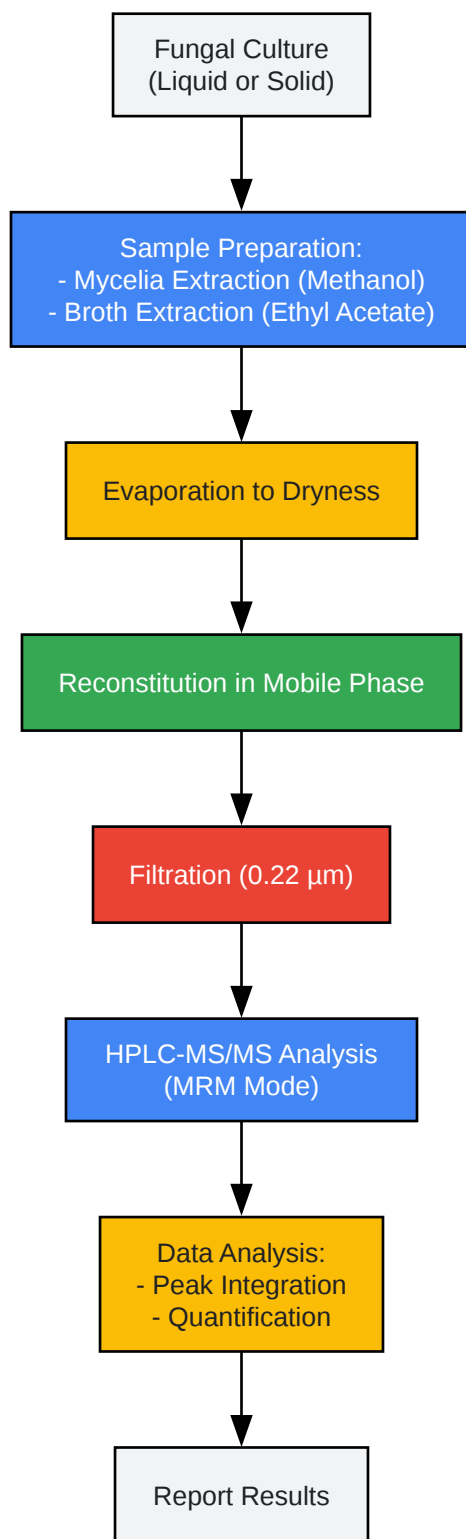 Fungal Culture
(Liquid or Solid)
Sample Preparation:
- Mycelia Extraction (Methanol)
- Broth Extraction (Ethyl Acetate)
Evaporation to Dryness
Reconstitution in Mobile Phase
Filtration (0.22 µm)
HPLC-MS/MS Analysis
(MRM Mode)
Data Analysis:
- Peak Integration
- Quantification
Report Results